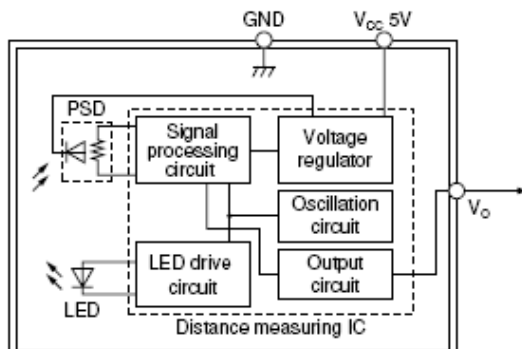 GND
VCC 5V
PSD
Signal
processing
circuit
Voltage
regulator
Oscillation
circuit
VO
LED drive
circuit
Output
circuit
LED
Distance measuring IC